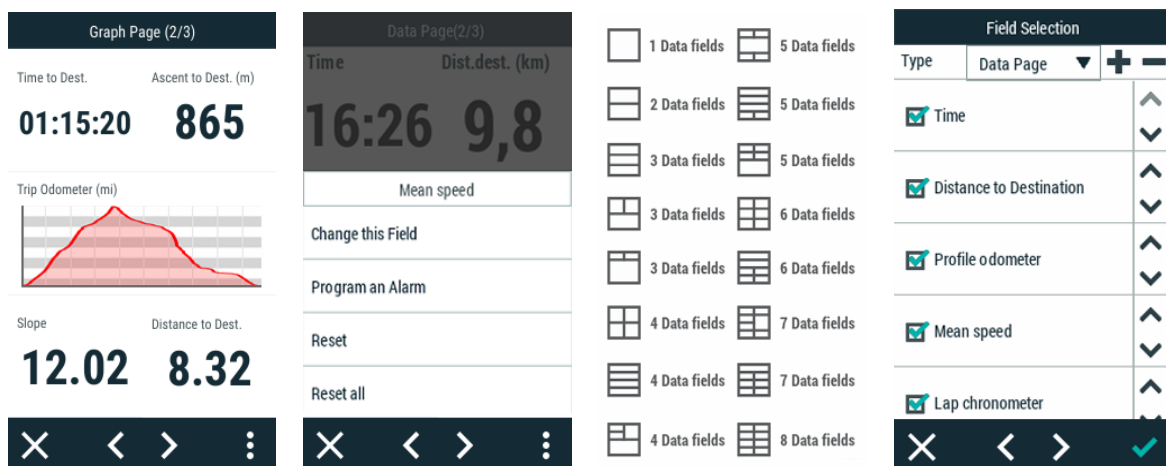 Graph Page (2/3)
Time to Dest. Ascent to Dest. (m)
01:15:20 865
Trip Odometer (mi)
Slope Distance to Dest.
12.02 8.32
Data Page(2/3)
Time Dist.dest. (km)
16:26 9,8
Mean speed
Change this Field
Program an Alarm
Reset
Reset all
1 Data fields 5 Data fields
2 Data fields 5 Data fields
3 Data fields 5 Data fields
3 Data fields 6 Data fields
3 Data fields 6 Data fields
4 Data fields 7 Data fields
4 Data fields 7 Data fields
4 Data fields 8 Data fields
Field Selection
Type Data Page
Time
Distance to Destination
Profile odometer
Mean speed
Lap chronometer